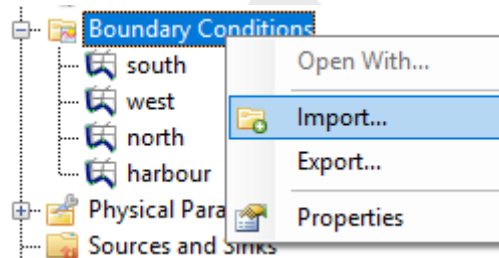 Boundary Conditions
south
west
north
harbour
Physical Para
Sources and Sinks
Open With...
Import...
Export...
Properties